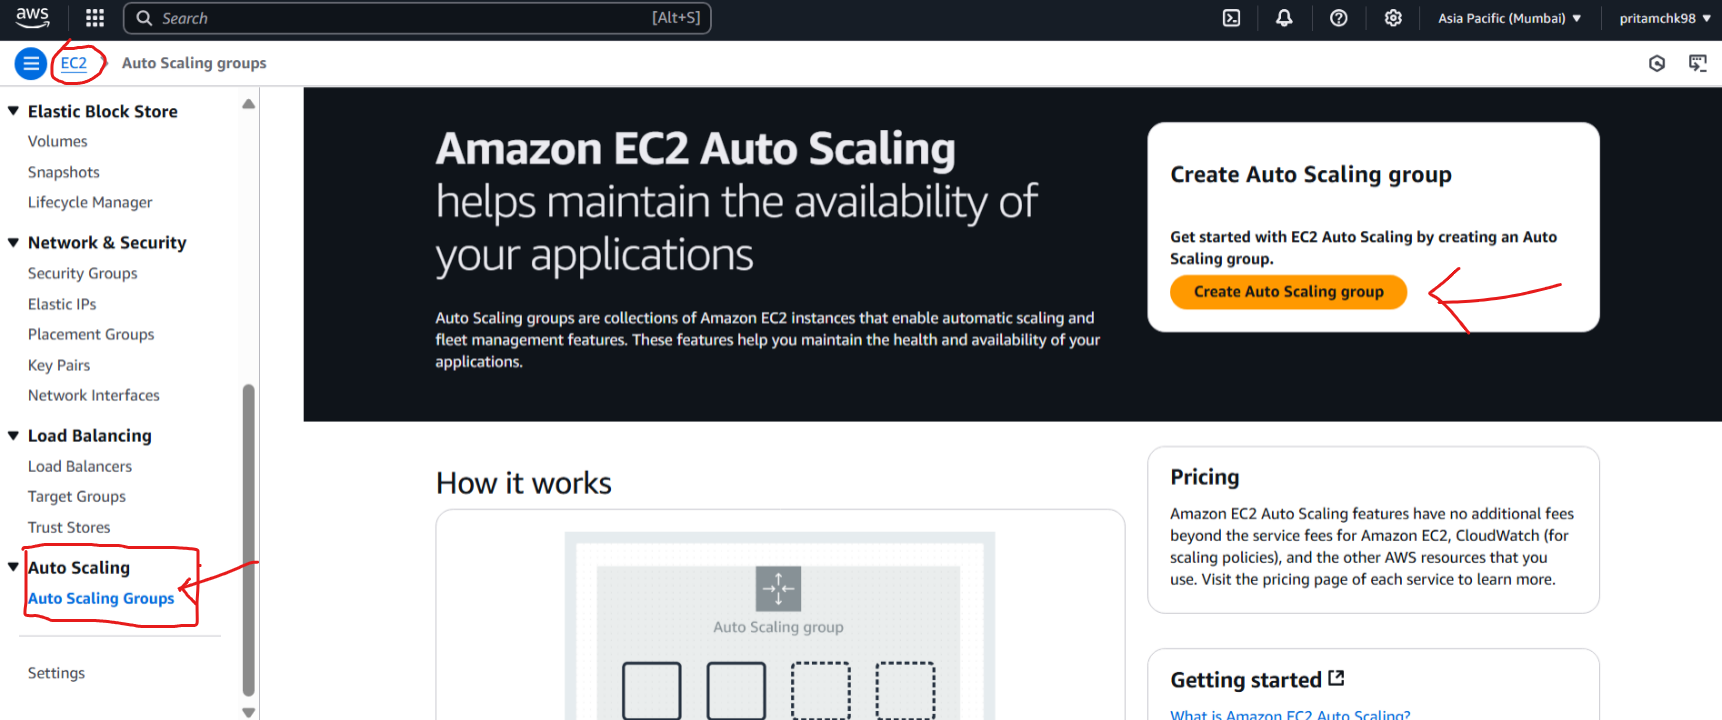 aws
Search [Alt+S]
Asia Pacific (Mumbai)
pritamchk98
EC2
Auto Scaling groups
Elastic Block Store
Volumes
Snapshots
Lifecycle Manager
Network & Security
Security Groups
Elastic IPs
Placement Groups
Key Pairs
Network Interfaces
Load Balancing
Load Balancers
Target Groups
Trust Stores
Auto Scaling
Auto Scaling Groups
Settings
Amazon EC2 Auto Scaling
helps maintain the availability of
your applications
Auto Scaling groups are collections of Amazon EC2 instances that enable automatic scaling and
fleet management features. These features help you maintain the health and availability of your
applications.
Create Auto Scaling group
Get started with EC2 Auto Scaling by creating an Auto
Scaling group.
Create Auto Scaling group
How it works
Auto Scaling group
Pricing
Amazon EC2 Auto Scaling features have no additional fees
beyond the service fees for Amazon EC2, CloudWatch (for
scaling policies), and the other AWS resources that you
use. Visit the pricing page of each service to learn more.
Getting started
What is Amazon EC2 Auto Scaling?